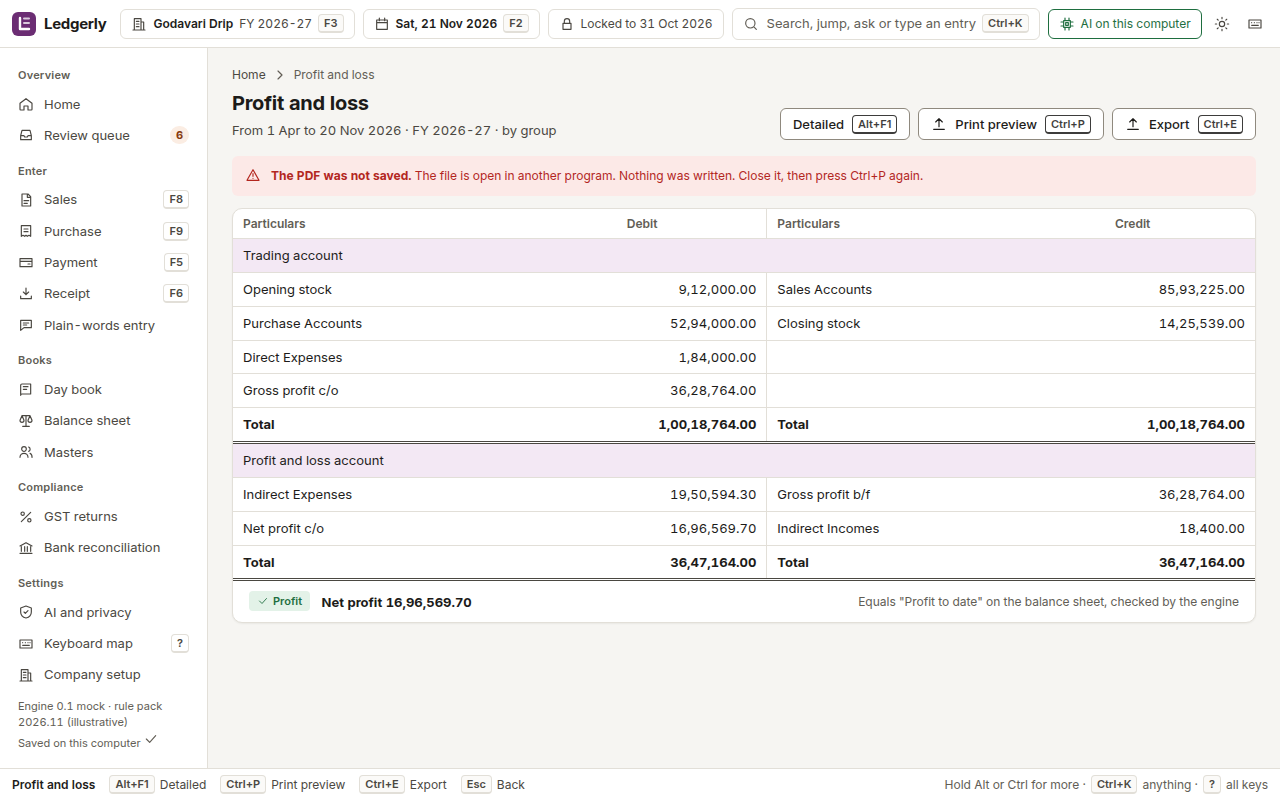 Ledgerly
Godavari Drip FY 2026-27 F3
Sat, 21 Nov 2026 F2
Locked to 31 Oct 2026
Search, jump, ask or type an entry Ctrl+K
AI on this computer
Overview
Home
Review queue 6
Enter
Sales F8
Purchase F9
Payment F5
Receipt F6
Plain-words entry
Books
Day book
Balance sheet
Masters
Compliance
GST returns
Bank reconciliation
Settings
AI and privacy
Keyboard map ?
Company setup
Engine 0.1 mock · rule pack
2026.11 (illustrative)
Saved on this computer
Home > Profit and loss
Profit and loss
From 1 Apr to 20 Nov 2026 · FY 2026-27 · by group
Detailed Alt+F1
Print preview Ctrl+P
Export Ctrl+E
The PDF was not saved. The file is open in another program. Nothing was written. Close it, then press Ctrl+P again.
Particulars Debit Particulars Credit
Trading account
Opening stock 9,12,000.00 Sales Accounts 85,93,225.00
Purchase Accounts 52,94,000.00 Closing stock 14,25,539.00
Direct Expenses 1,84,000.00
Gross profit c/o 36,28,764.00
Total 1,00,18,764.00 Total 1,00,18,764.00
Profit and loss account
Indirect Expenses 19,50,594.30 Gross profit b/f 36,28,764.00
Net profit c/o 16,96,569.70 Indirect Incomes 18,400.00
Total 36,47,164.00 Total 36,47,164.00
Profit Net profit 16,96,569.70 Equals "Profit to date" on the balance sheet, checked by the engine
Profit and loss Alt+F1 Detailed Ctrl+P Print preview Ctrl+E Export Esc Back
Hold Alt or Ctrl for more · Ctrl+K anything · ? all keys